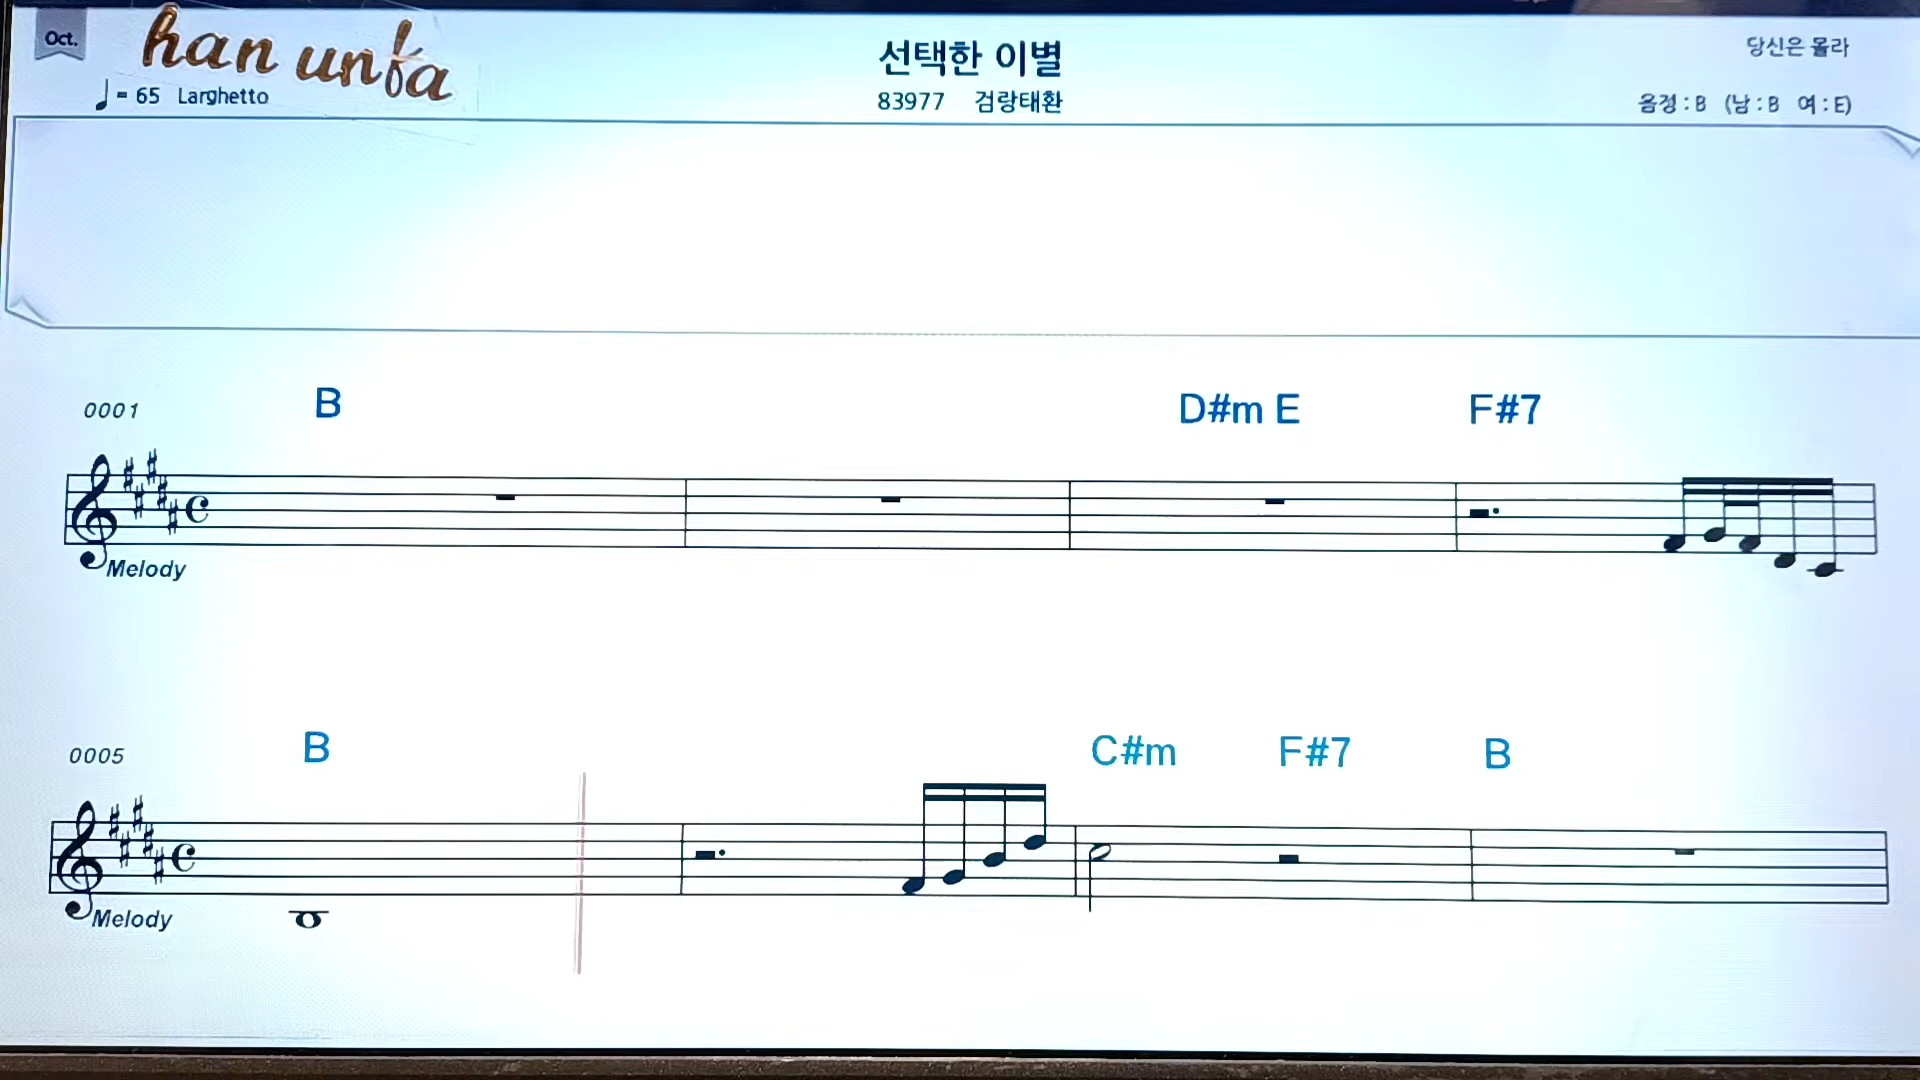 Oct.
han unfa
♩ = 65 Larghetto
선택한 이별
83977 검랑태환
당신은 몰라
음정 : B (남 : B 여 : E)
0001
B
D#m E
F#7
Melody
0005
B
C#m
F#7
B
Melody